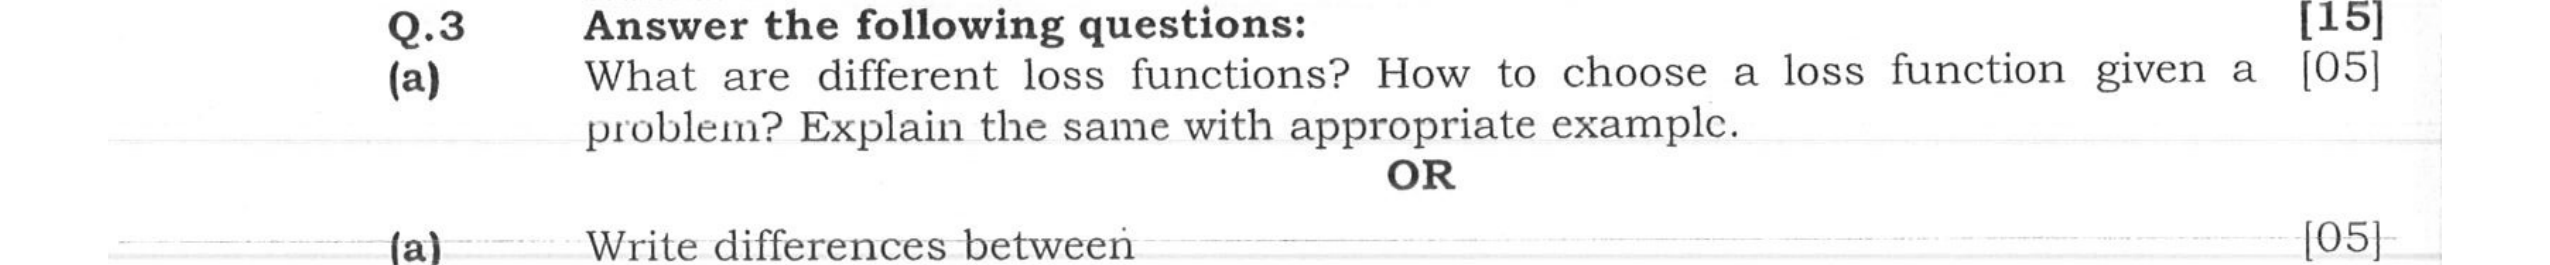 Q.3 Answer the following questions: [15]
(a) What are different loss functions? How to choose a loss function given a [05]
problem? Explain the same with appropriate example.
OR
(a) Write differences between [05]